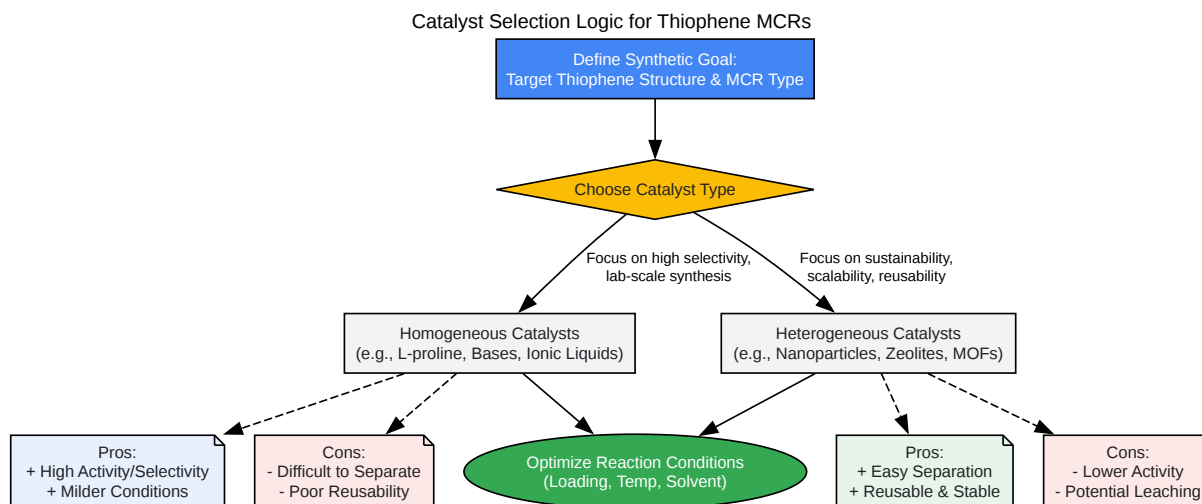 Catalyst Selection Logic for Thiophene MCRs
Define Synthetic Goal:
Target Thiophene Structure & MCR Type
Choose Catalyst Type
Focus on high selectivity,
lab-scale synthesis
Focus on sustainability,
scalability, reusability
Homogeneous Catalysts
(e.g., L-proline, Bases, Ionic Liquids)
Heterogeneous Catalysts
(e.g., Nanoparticles, Zeolites, MOFs)
Pros:
+ High Activity/Selectivity
+ Milder Conditions
Cons:
- Difficult to Separate
- Poor Reusability
Optimize Reaction Conditions
(Loading, Temp, Solvent)
Pros:
+ Easy Separation
+ Reusable & Stable
Cons:
- Lower Activity
- Potential Leaching